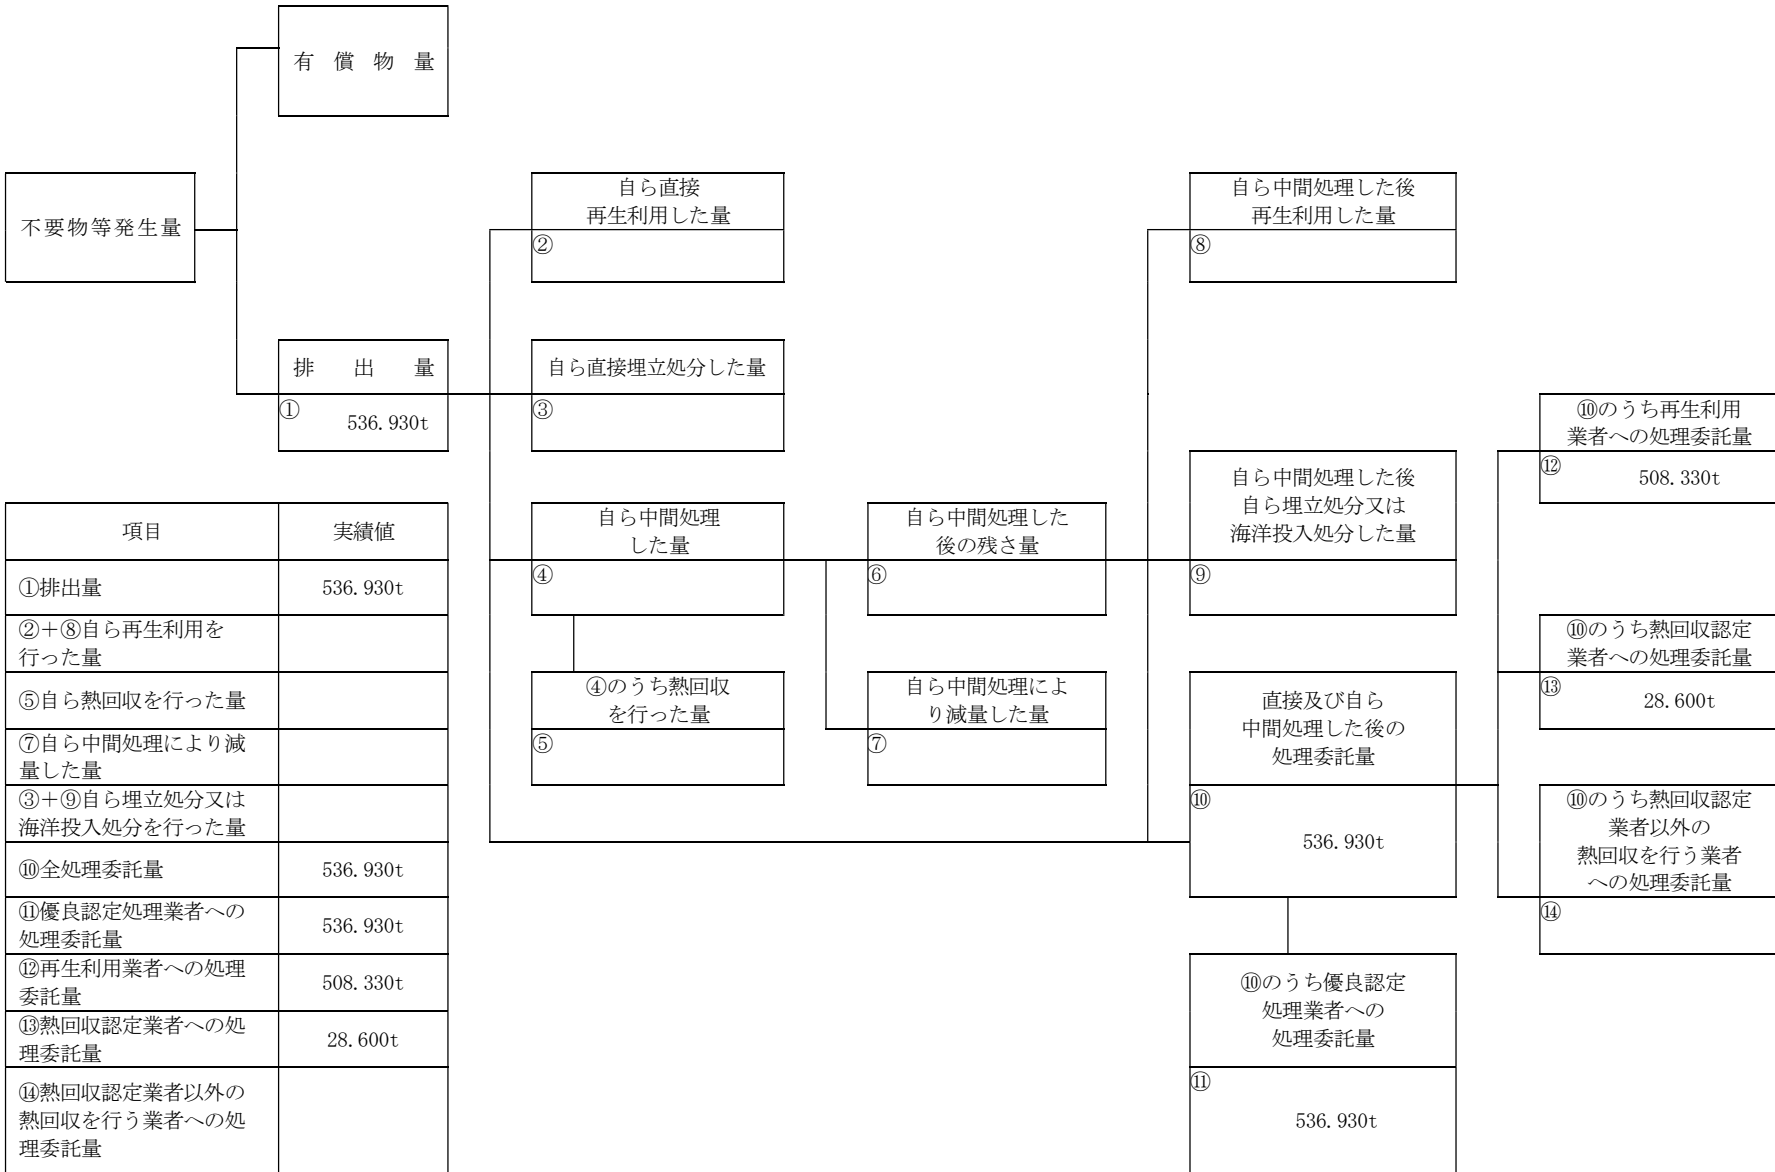 有償物量
不要物等発生量
自ら直接
再生利用した量
②
自ら中間処理した後
再生利用した量
⑧
排出量
①
536.930t
自ら直接埋立処分した量
③
⑩のうち再生利用
業者への処理委託量
⑫
508.330t
自ら中間処理
した量
④
自ら中間処理した
後の残さ量
⑥
自ら中間処理した後
自ら埋立処分又は
海洋投入処分した量
⑨
⑩のうち熱回収認定
業者への処理委託量
⑬
28.600t
④のうち熱回収
を行った量
⑤
自ら中間処理によ
り減量した量
⑦
直接及び自ら
中間処理した後の
処理委託量
⑩
536.930t
⑩のうち熱回収認定
業者以外の
熱回収を行う業者
への処理委託量
⑭
⑩のうち優良認定
処理業者への
処理委託量
⑪
536.930t
項目 実績値
①排出量 536.930t
②+⑧自ら再生利用を
行った量
⑤自ら熱回収を行った量
⑦自ら中間処理により減
量した量
③+⑨自ら埋立処分又は
海洋投入処分を行った量
⑩全処理委託量 536.930t
⑪優良認定処理業者への
処理委託量 536.930t
⑫再生利用業者への処理
委託量 508.330t
⑬熱回収認定業者への処
理委託量 28.600t
⑭熱回収認定業者以外の
熱回収を行う業者への処
理委託量